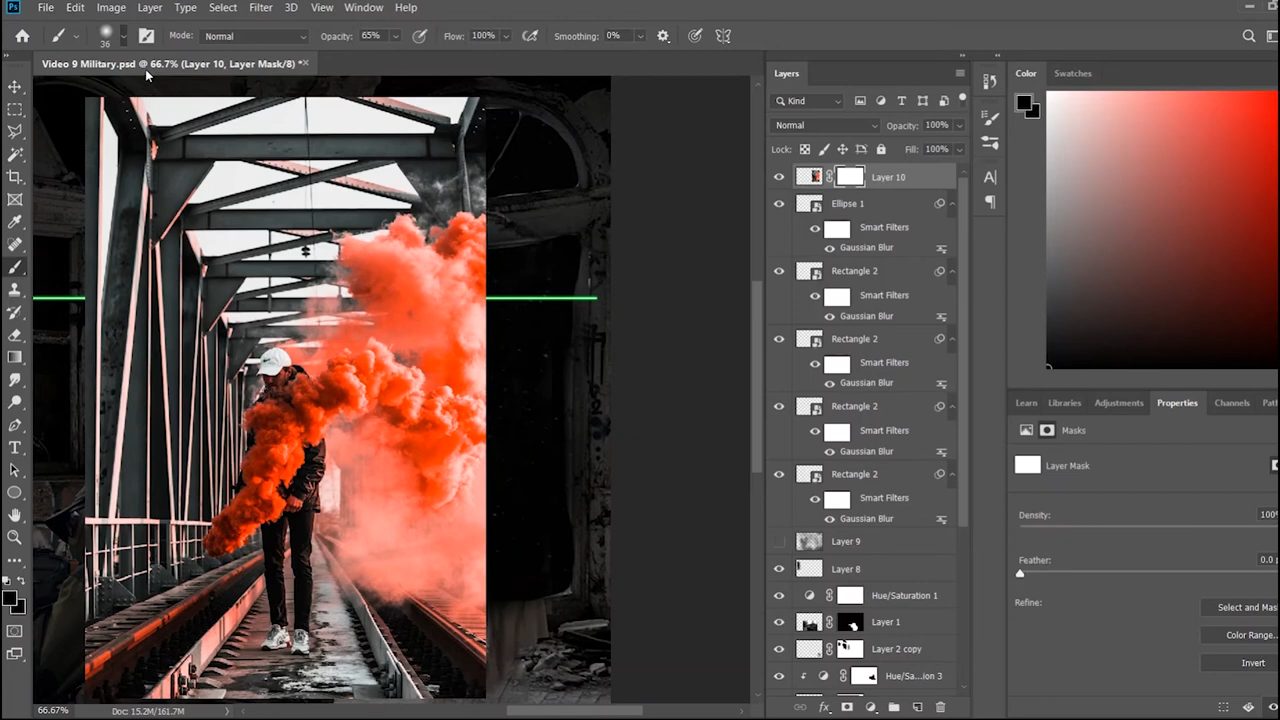 Ps File Edit Image Layer Type Select Filter 3D View Window Help
36 Mode: Normal Opacity: 65% Flow: 100% Smoothing: 0%
Video 9 Military.psd @ 66.7% (Layer 10, Layer Mask/8) *
Layers
Kind
Normal Opacity: 100%
Lock: Fill: 100%
Layer 10
Ellipse 1
Smart Filters
Gaussian Blur
Rectangle 2
Smart Filters
Gaussian Blur
Rectangle 2
Smart Filters
Gaussian Blur
Rectangle 2
Smart Filters
Gaussian Blur
Rectangle 2
Smart Filters
Gaussian Blur
Layer 9
Layer 8
Hue/Saturation 1
Layer 1
Layer 2 copy
Hue/Sa...ion 3
Color Swatches
Learn Libraries Adjustments Properties Channels Pat
Masks
Layer Mask
Density: 100%
Feather: 0.0
Refine: Select and Mas
Color Range...
Invert
66.67% Doc: 15.2M/161.7M